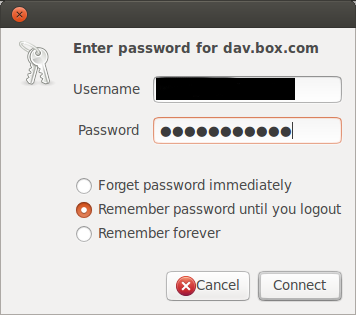 Enter password for dav.box.com
Username
Password ●●●●●●●●●●●
Forget password immediately
Remember password until you logout
Remember forever
Cancel Connect